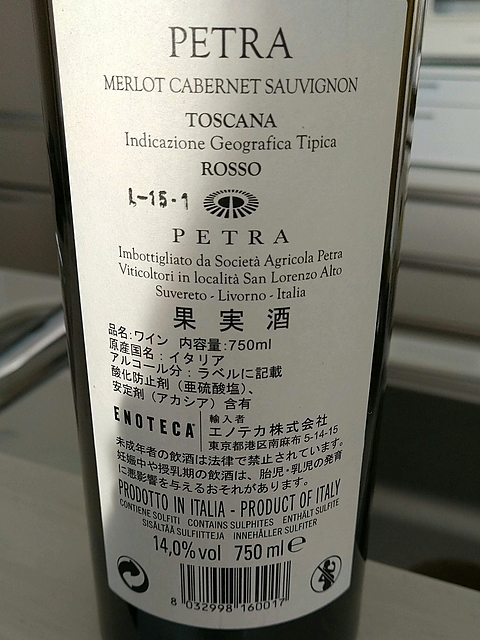 PETRA
MERLOT CABERNET SAUVIGNON
TOSCANA
Indicazione Geografica Tipica
ROSSO
L-15-1
PETRA
Imbottigliato da Società Agricola Petra
Viticoltori in località San Lorenzo Alto
Suvereto - Livorno - Italia
果実酒
品名:ワイン 内容量:750ml
原産国名:イタリア
アルコール分:ラベルに記載
酸化防止剤(亜硫酸塩)、
安定剤(アカシア)含有
ENOTECA 輸入者
エノテカ株式会社
東京都港区南麻布5-14-15
未成年者の飲酒は法律で禁止されています。
妊娠中や授乳期の飲酒は、胎児・乳児の発育
に悪影響を与えるおそれがあります。
PRODOTTO IN ITALIA - PRODUCT OF ITALY
CONTIENE SOLFITI CONTAINS SULPHITES ENTHÄLT SULFITE
SISÄLTÄÄ SULFIITTEJA INNEHÅLLER SULFITER
14,0% vol 750 ml e
8 032998 160017